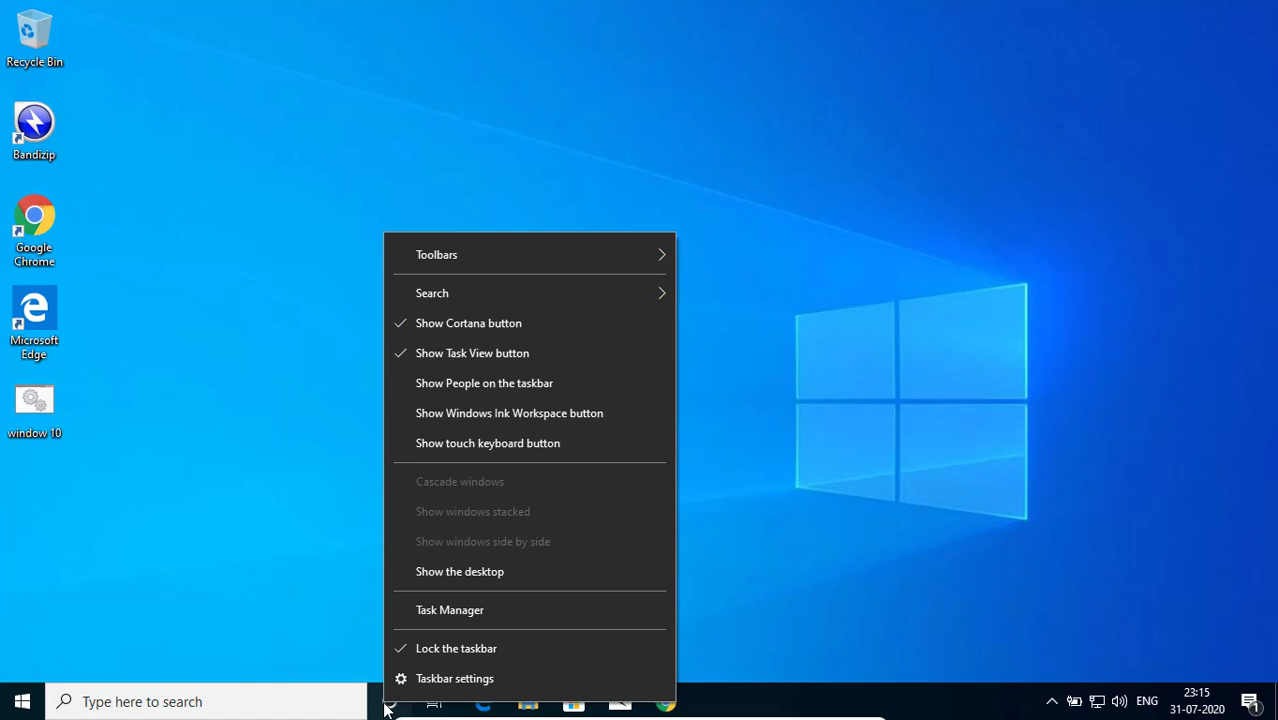 Recycle Bin
Bandizip
Google
Chrome
Microsoft
Edge
window 10
Toolbars
Search
Show Cortana button
Show Task View button
Show People on the taskbar
Show Windows Ink Workspace button
Show touch keyboard button
Cascade windows
Show windows stacked
Show windows side by side
Show the desktop
Task Manager
Lock the taskbar
Taskbar settings
Type here to search
ENG
23:15
31-07-2020
1